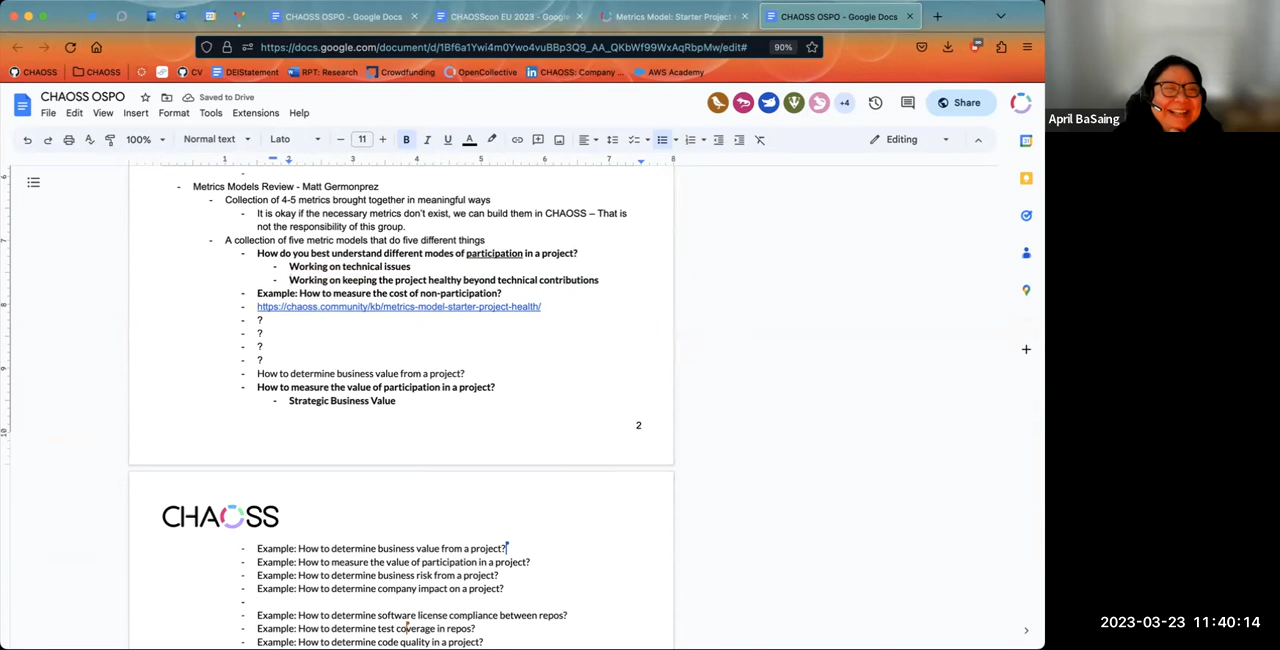 CHAOSS OSPO - Google Docs
CHAOSScon EU 2023 - Google
Metrics Model: Starter Project
CHAOSS OSPO - Google Docs
https://docs.google.com/document/d/1Bf6a1Ywi4m0Ywo4vuBBp3Q9_AA_QKbWf99WxAqRbpMw/edit#
90%
CHAOSS
CHAOSS
CV
DEIStatement
RPT: Research
Crowdfunding
OpenCollective
CHAOSS: Company ...
AWS Academy
CHAOSS OSPO
Saved to Drive
File Edit View Insert Format Tools Extensions Help
+4
Share
100%
Normal text
Lato
11
Editing
1 2 3 4 5 6 7 8
-
- Metrics Models Review - Matt Germonprez
- Collection of 4-5 metrics brought together in meaningful ways
- It is okay if the necessary metrics don't exist, we can build them in CHAOSS – That is
not the responsibility of this group.
- A collection of five metric models that do five different things
- How do you best understand different modes of participation in a project?
- Working on technical issues
- Working on keeping the project healthy beyond technical contributions
- Example: How to measure the cost of non-participation?
- https://chaoss.community/kb/metrics-model-starter-project-health/
- ?
- ?
- ?
- ?
- How to determine business value from a project?
- How to measure the value of participation in a project?
- Strategic Business Value
2
CHAOSS
- Example: How to determine business value from a project?
- Example: How to measure the value of participation in a project?
- Example: How to determine business risk from a project?
- Example: How to determine company impact on a project?
-
- Example: How to determine software license compliance between repos?
- Example: How to determine test coverage in repos?
- Example: How to determine code quality in a project?
April BaSaing
2023-03-23 11:40:14